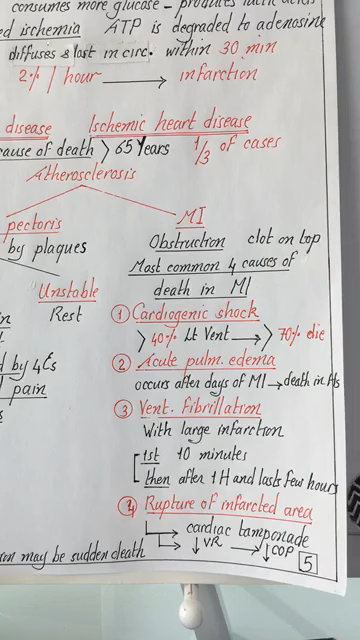 consumes more glucose - produces lactic acids
ed ischemia ATP is degraded to adenosine
diffuses & lost in circ. within 30 min
2% / hour → infarction
disease Ischemic heart disease
cause of death > 65 Years 1/3 of cases
Atherosclerosis
pectoris MI
by plaques Obstruction clot on top
Most common 4 causes of
death in MI
Unstable
Rest
① Cardiogenic shock
> 40% Lt Vent → > 70% die
② Acute pulm. edema
occurs after days of MI → death in Hs
d by 4Es
pain
③ Vent. Fibrillation
With large infarction
1st 10 minutes
then after 1 H and lasts few hours
④ Rupture of infarcted area
→ cardiac tamponade
→ ↓ VR → ↓ COP
ion may be sudden death 5